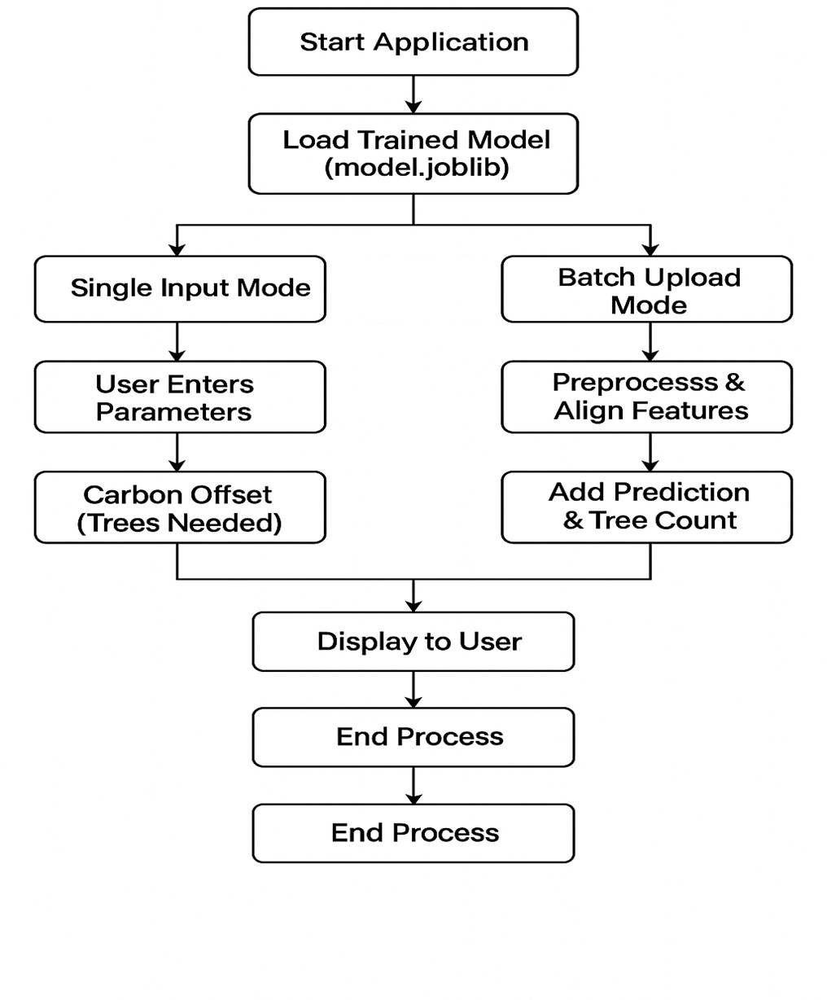 Start Application
Load Trained Model
(model.joblib)
Single Input Mode
Batch Upload
Mode
User Enters
Parameters
Preprocesss &
Align Features
Carbon Offset
(Trees Needed)
Add Prediction
& Tree Count
Display to User
End Process
End Process